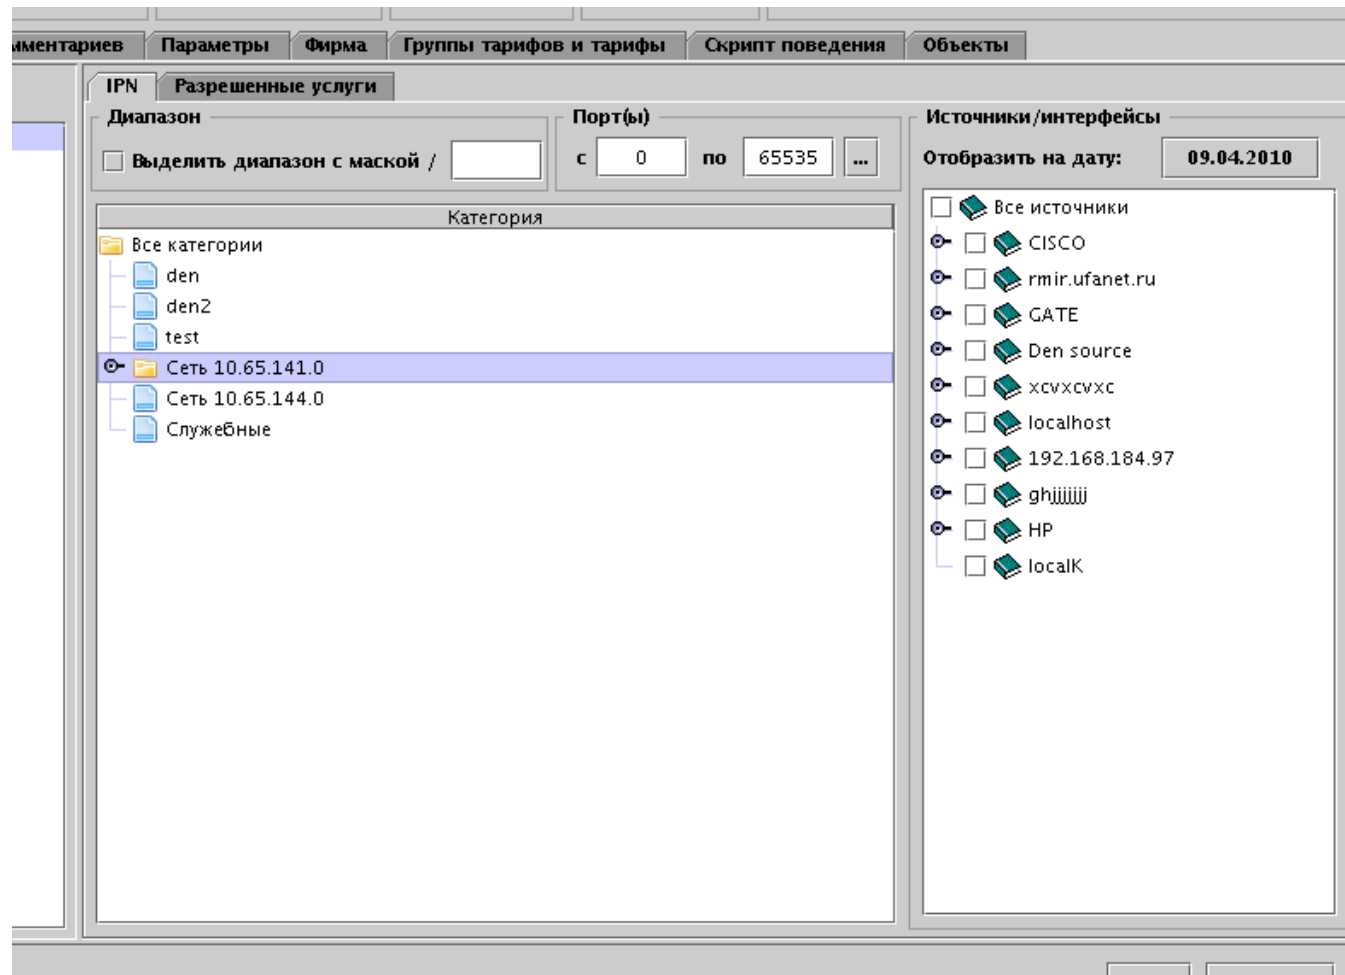 Параметры Фирма Группы тарифов и тарифы Скрипт поведения Объекты
IPN Разрешенные услуги
Диапазон
Выделить диапазон с маской /
Порт(ы)
с 0 по 65535 ...
Категория
Все категории
den
den2
test
Сеть 10.65.141.0
Сеть 10.65.144.0
Служебные
Источники/интерфейсы
Отобразить на дату: 09.04.2010
Все источники
CISCO
rmir.ufanet.ru
GATE
Den source
xcvxcvxc
localhost
192.168.184.97
ghjjjjjjj
HP
localK